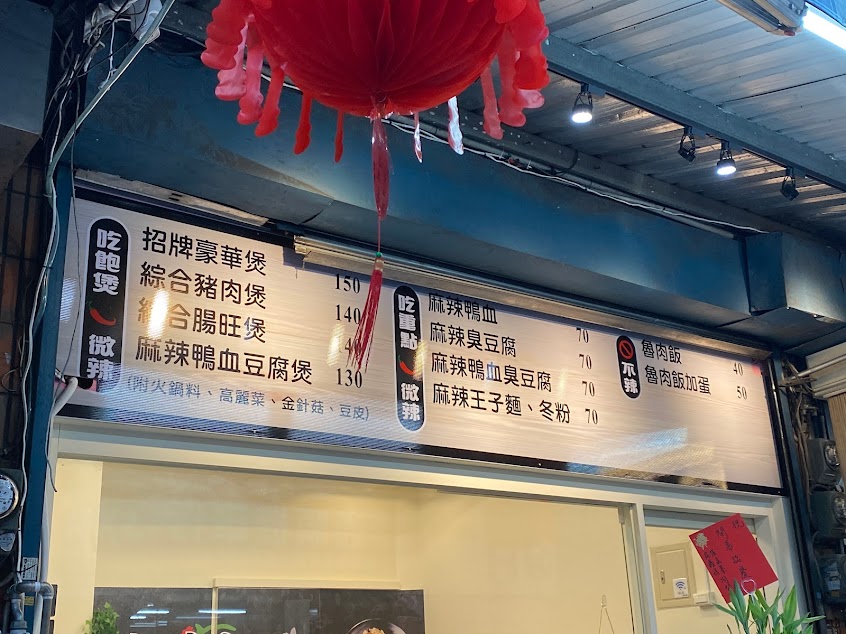 吃飽煲 微辣
招牌豪華煲 150
綜合豬肉煲 140
綜合腸旺煲
麻辣鴨血豆腐煲 130
(附火鍋料、高麗菜、金針菇、豆皮)
吃重點 微辣
麻辣鴨血 70
麻辣臭豆腐 70
麻辣鴨血臭豆腐 70
麻辣王子麵、冬粉 70
不辣
魯肉飯 40
魯肉飯加蛋 50